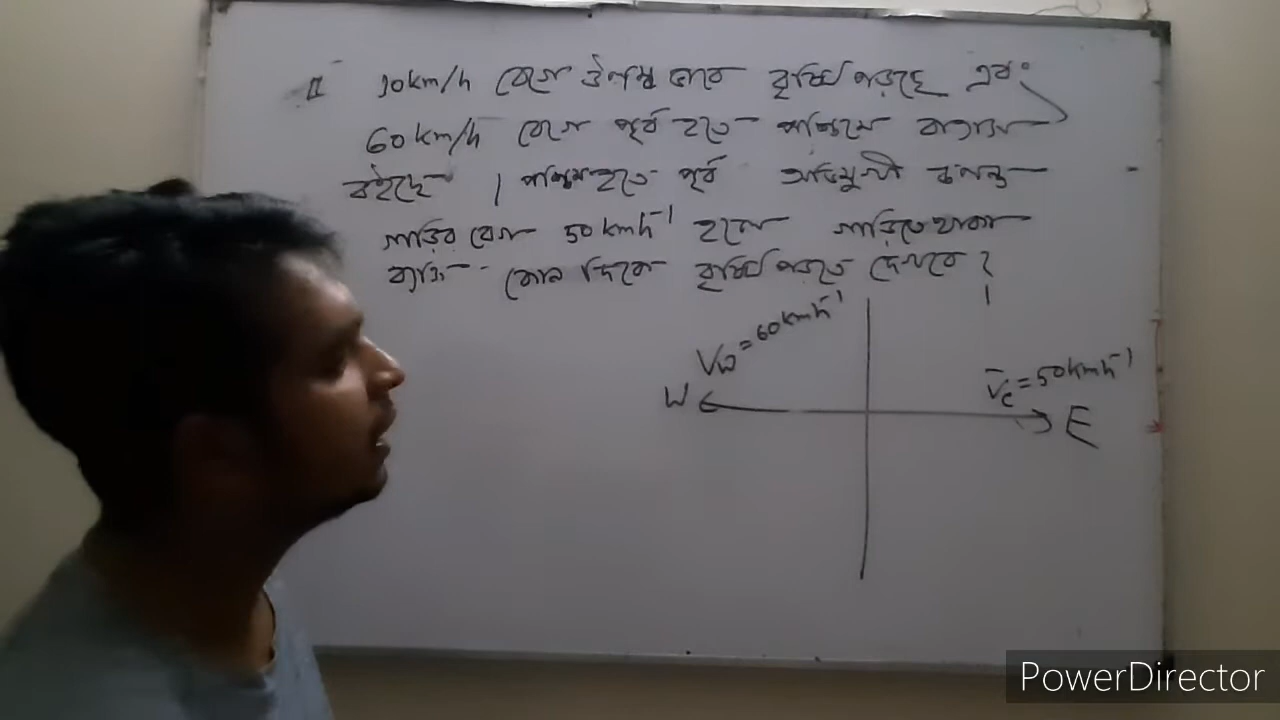 10km/h বেগে উলম্ব ভাবে বৃষ্টি পড়ছে এবং
60km/h বেগে পূর্ব হতে পশ্চিমে বাতাস
বইছে । পশ্চিম হতে পূর্ব অভিমুখী চলন্ত
গাড়ির বেগ 50kmh⁻¹ হলে গাড়িতে থাকা
ব্যক্তি কোন দিকে বৃষ্টি পড়তে দেখবে ?
Vw = 60kmh⁻¹
Vc = 50kmh⁻¹
W
E
PowerDirector